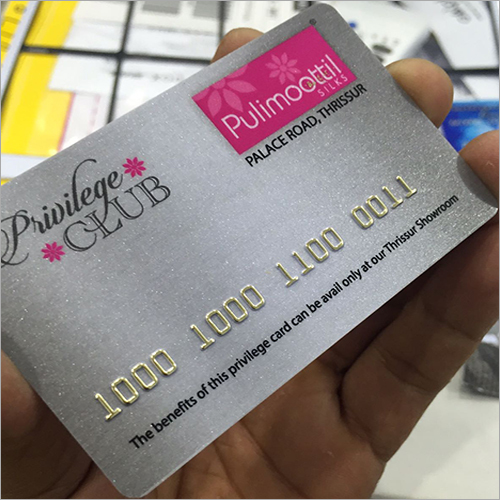 Pulimoottil
SILKS
PALACE ROAD, THRISSUR
Privilege
CLUB
1000 1000 1100 0011
The benefits of this privilege card can be avail only at our Thrissur Showroom